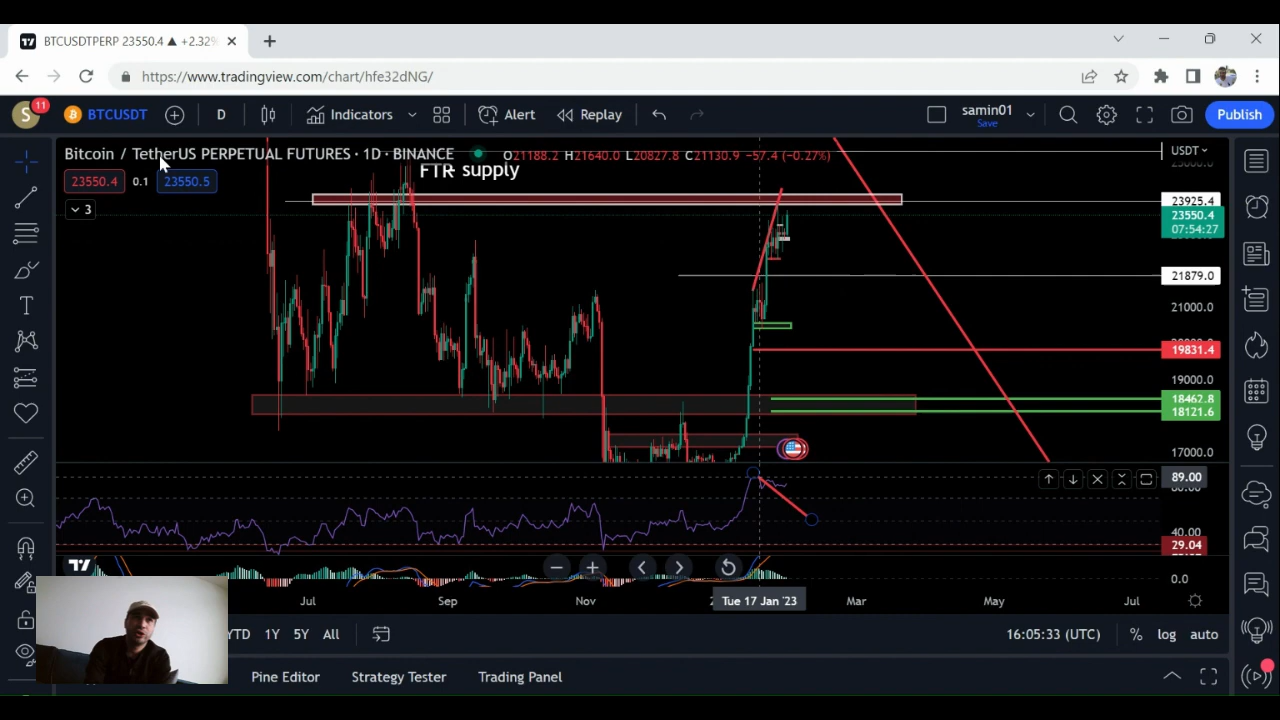 BTCUSDTPERP 23550.4 ▲ +2.32%
https://www.tradingview.com/chart/hfe32dNG/
S 11 BTCUSDT D Indicators Alert Replay samin01 Save Publish
Bitcoin / TetherUS PERPETUAL FUTURES · 1D · BINANCE O21188.2 H21640.0 L20827.8 C21130.9 −57.4 (−0.27%) USDT
FTR supply
23550.4 0.1 23550.5
3
23925.4
23550.4
07:54:27
21879.0
21000.0
19831.4
19000.0
18462.8
18121.6
17000.0
89.00
40.00
29.04
0.0
Jul Sep Nov Tue 17 Jan '23 Mar May Jul
YTD 1Y 5Y All 16:05:33 (UTC) % log auto
Pine Editor Strategy Tester Trading Panel